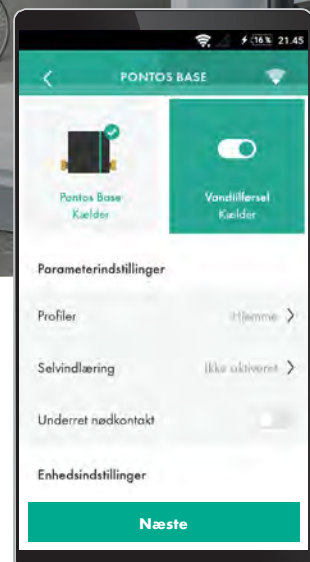 16% 21.45
PONTOS BASE
Pontos Base
Kælder
Vandtilførsel
Kælder
Parameterindstillinger
Profiler Hjemme
Selvindlæring Ikke aktiveret
Underret nødkontakt
Enhedsindstillinger
Næste